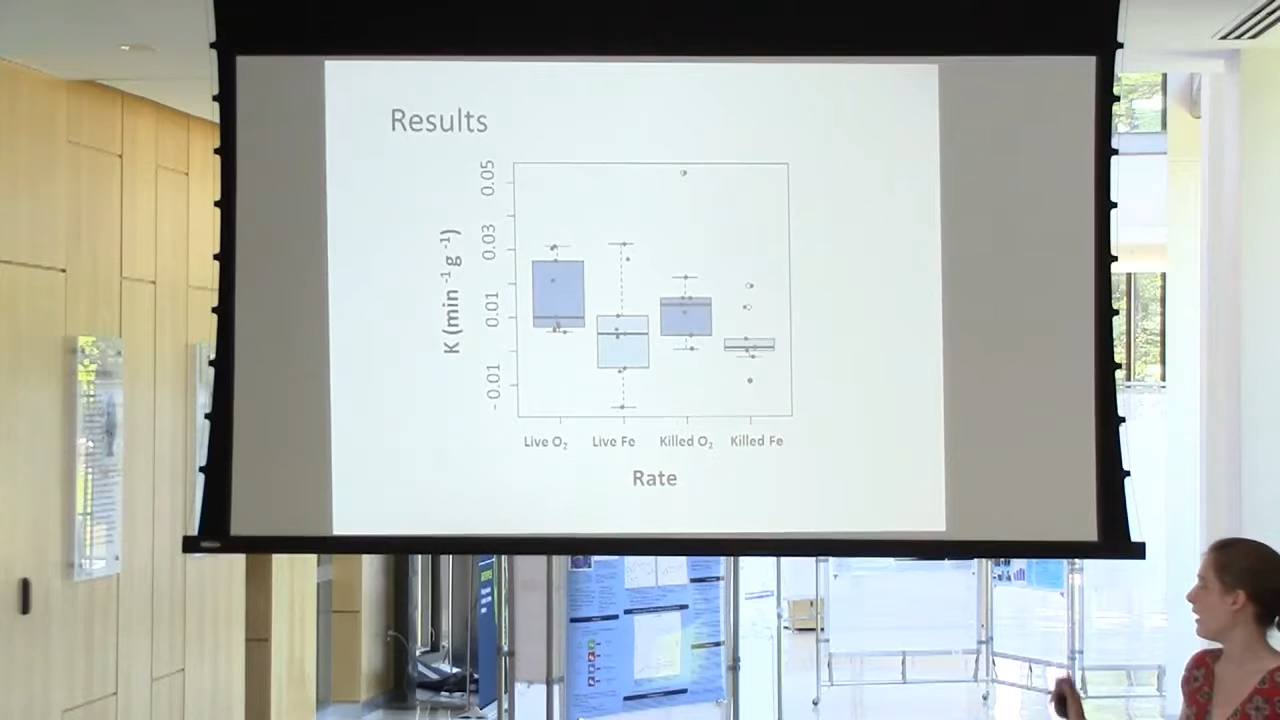 Results
0.05
0.03
0.01
-0.01
K (min⁻¹ g⁻¹)
Live O₂ Live Fe Killed O₂ Killed Fe
Rate